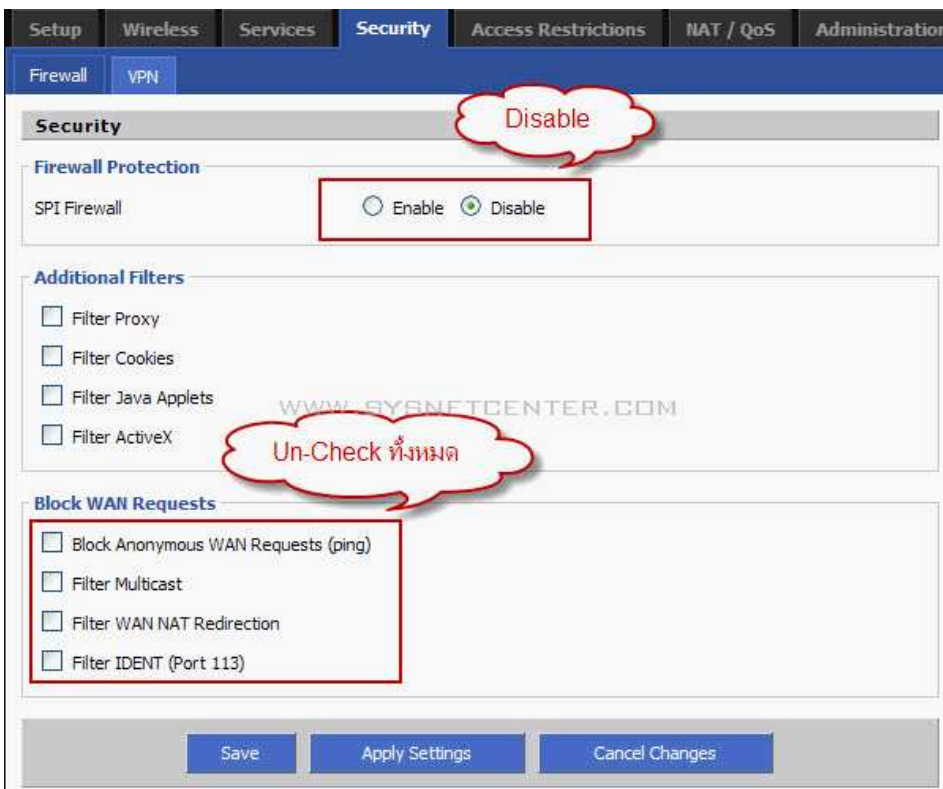 Setup Wireless Services Security Access Restrictions NAT / QoS Administration
Firewall VPN
Security
Disable
Firewall Protection
SPI Firewall Enable Disable
Additional Filters
Filter Proxy
Filter Cookies
Filter Java Applets
WWW.SYSNETCENTER.COM
Filter ActiveX
Un-Check ทั้งหมด
Block WAN Requests
Block Anonymous WAN Requests (ping)
Filter Multicast
Filter WAN NAT Redirection
Filter IDENT (Port 113)
Save Apply Settings Cancel Changes